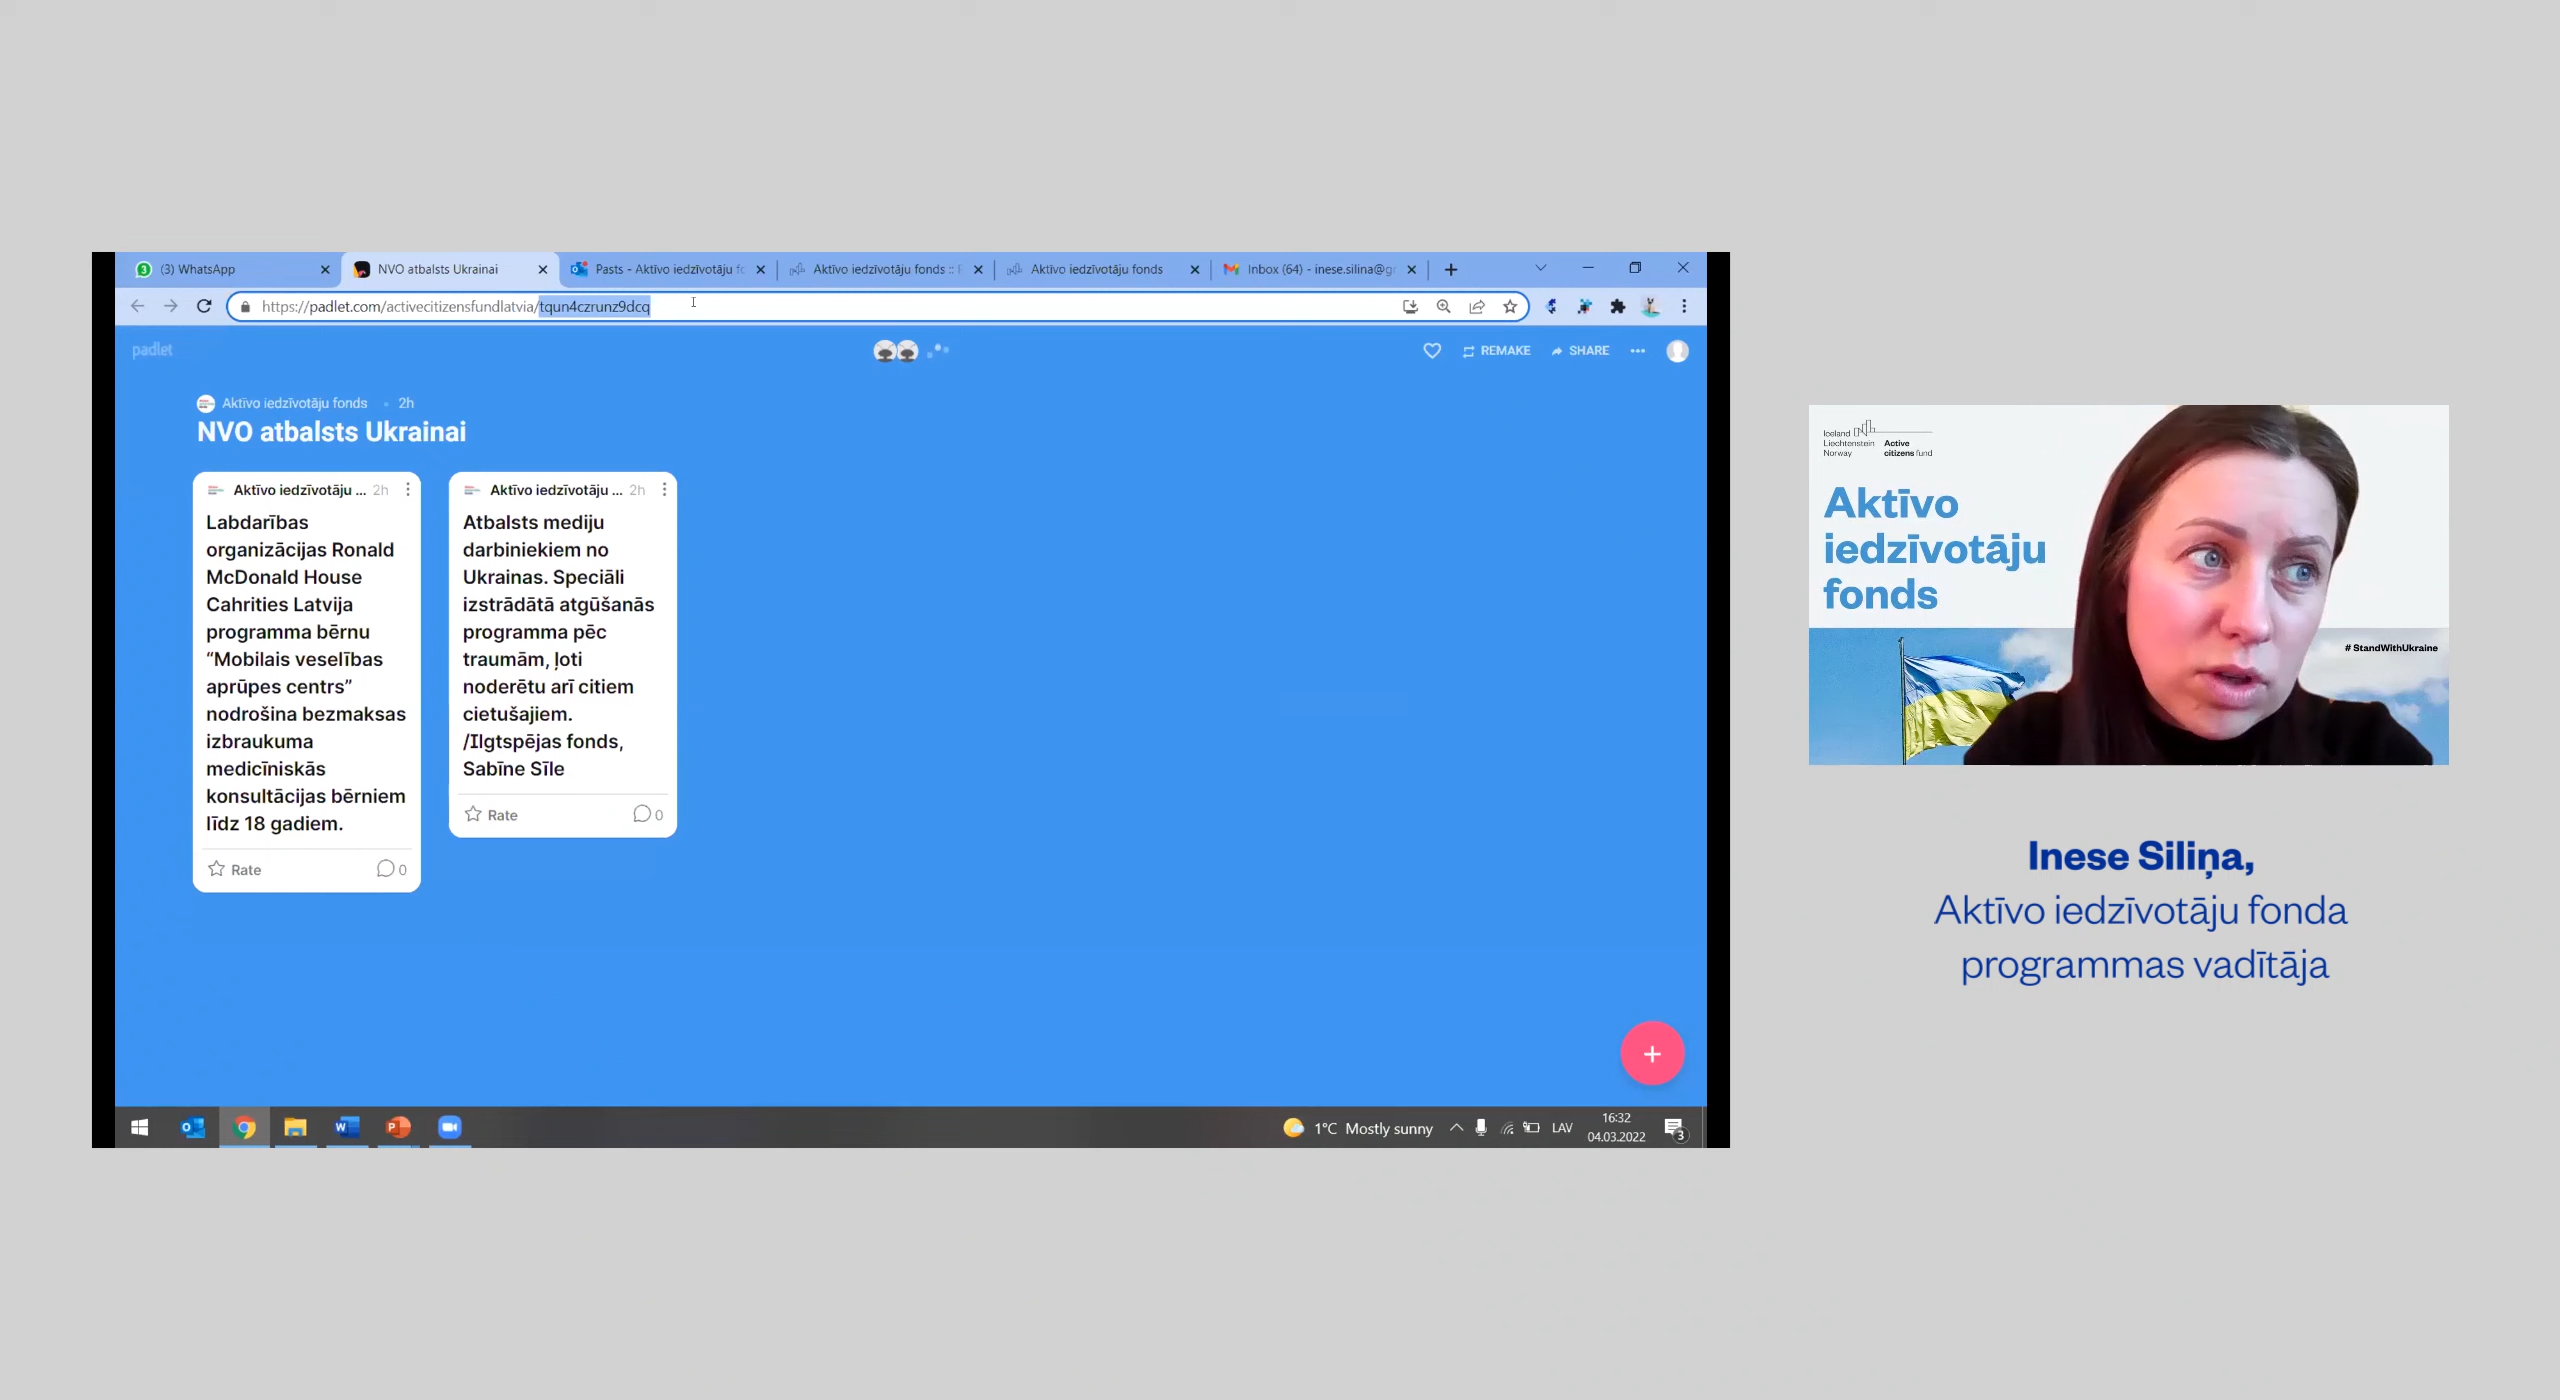 (3) WhatsApp
NVO atbalsts Ukrainai
Pasts - Aktīvo iedzīvotāju fo
Aktīvo iedzīvotāju fonds :: P
Aktīvo iedzīvotāju fonds
Inbox (64) - inese.silina@gr
https://padlet.com/activecitizensfundlatvia/tqun4czrunz9dcq
padlet
REMAKE
SHARE
Aktīvo iedzīvotāju fonds • 2h
NVO atbalsts Ukrainai
Aktīvo iedzīvotāju ... 2h
Labdarības
organizācijas Ronald
McDonald House
Cahrities Latvija
programma bērnu
“Mobilais veselības
aprūpes centrs”
nodrošina bezmaksas
izbraukuma
medicīniskās
konsultācijas bērniem
līdz 18 gadiem.
Rate
0
Aktīvo iedzīvotāju ... 2h
Atbalsts mediju
darbiniekiem no
Ukrainas. Speciāli
izstrādātā atgūšanās
programma pēc
traumām, ļoti
noderētu arī citiem
cietušajiem.
/Ilgtspējas fonds,
Sabīne Sīle
Rate
0
1°C Mostly sunny
LAV
16:32
04.03.2022
3
Iceland
Liechtenstein
Norway
Active
citizens fund
Aktīvo
iedzīvotāju
fonds
# StandWithUkraine
Inese Siliņa,
Aktīvo iedzīvotāju fonda
programmas vadītāja